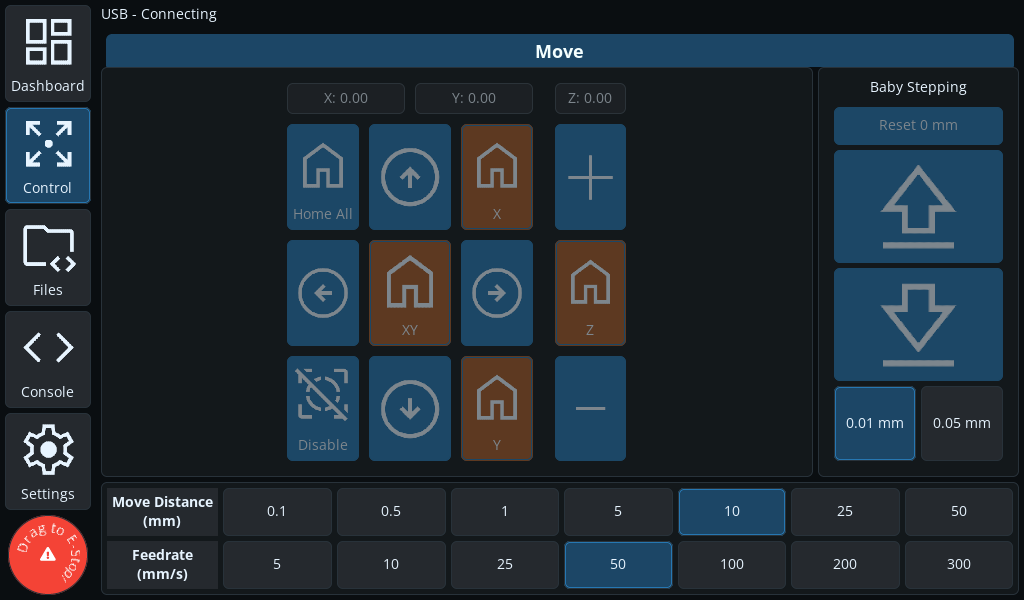 USB - Connecting
Dashboard
Control
Files
Console
Settings
Drag to E-Stop!
Move
X: 0.00
Y: 0.00
Z: 0.00
Home All
X
XY
Z
Disable
Y
Baby Stepping
Reset 0 mm
0.01 mm
0.05 mm
Move Distance
(mm)
0.1
0.5
1
5
10
25
50
Feedrate
(mm/s)
5
10
25
50
100
200
300